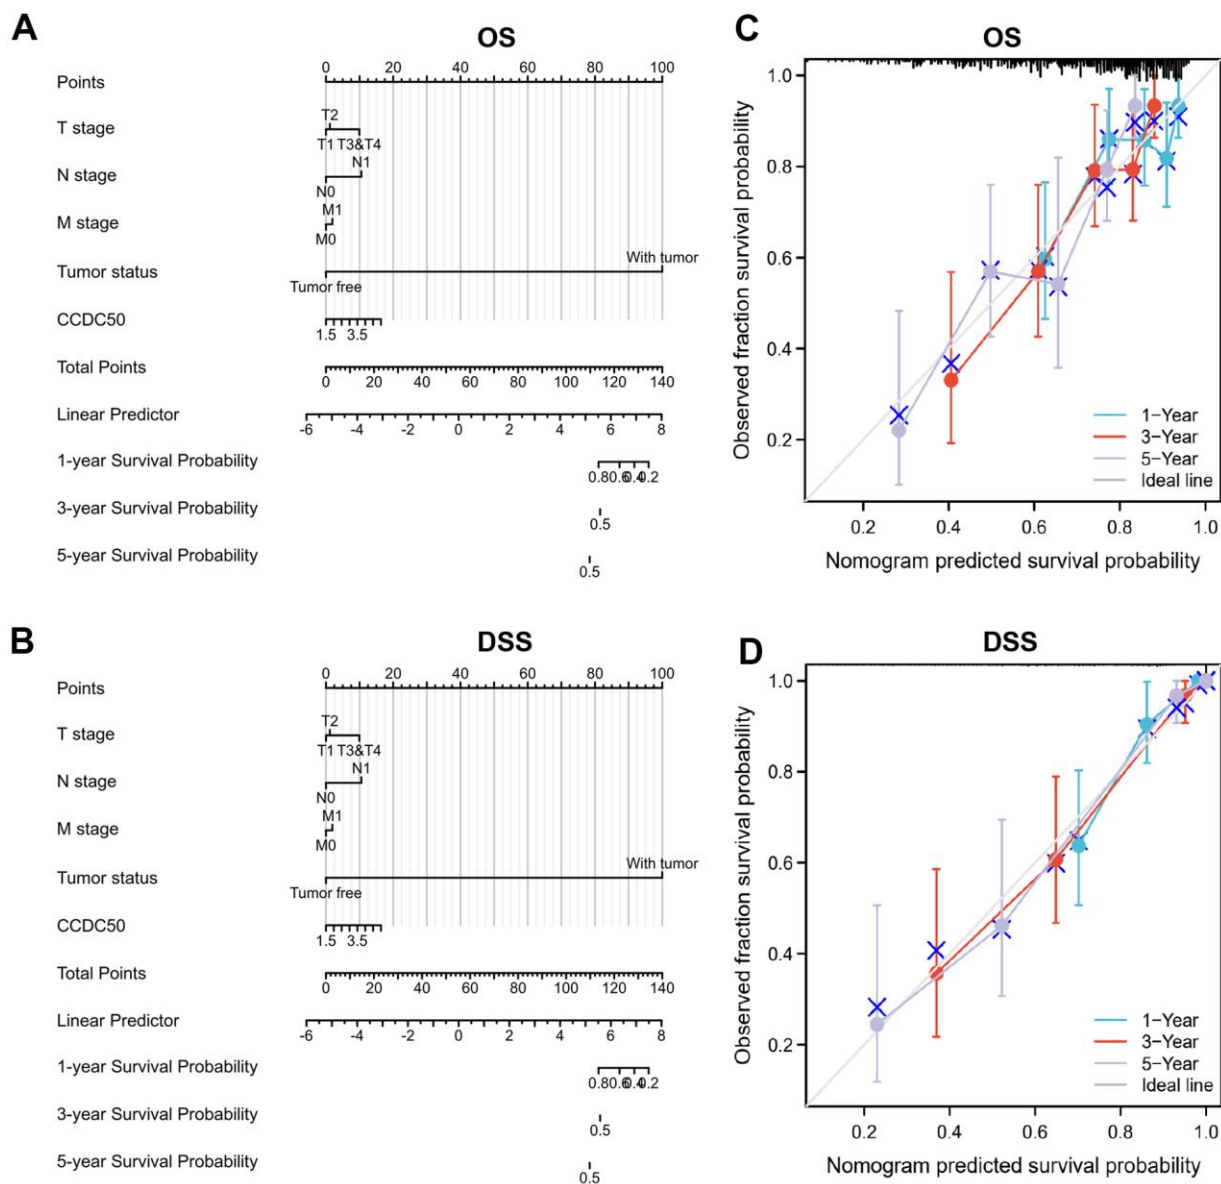 A
OS
Points
0 20 40 60 80 100
T stage
T2
T1 T3&T4
N stage
N1
N0
M stage
M1
M0
Tumor status
With tumor
Tumor free
CCDC50
1.5 3.5
Total Points
0 20 40 60 80 100 120 140
Linear Predictor
-6 -4 -2 0 2 4 6 8
1-year Survival Probability
0.8 0.6 0.4 0.2
3-year Survival Probability
0.5
5-year Survival Probability
0.5
C
OS
Observed fraction survival probability
1.0
0.8
0.6
0.4
0.2
1-Year
3-Year
5-Year
Ideal line
0.2 0.4 0.6 0.8 1.0
Nomogram predicted survival probability
B
DSS
Points
0 20 40 60 80 100
T stage
T2
T1 T3&T4
N stage
N1
N0
M stage
M1
M0
Tumor status
With tumor
Tumor free
CCDC50
1.5 3.5
Total Points
0 20 40 60 80 100 120 140
Linear Predictor
-6 -4 -2 0 2 4 6 8
1-year Survival Probability
0.8 0.6 0.4 0.2
3-year Survival Probability
0.5
5-year Survival Probability
0.5
D
DSS
Observed fraction survival probability
1.0
0.8
0.6
0.4
0.2
1-Year
3-Year
5-Year
Ideal line
0.2 0.4 0.6 0.8 1.0
Nomogram predicted survival probability